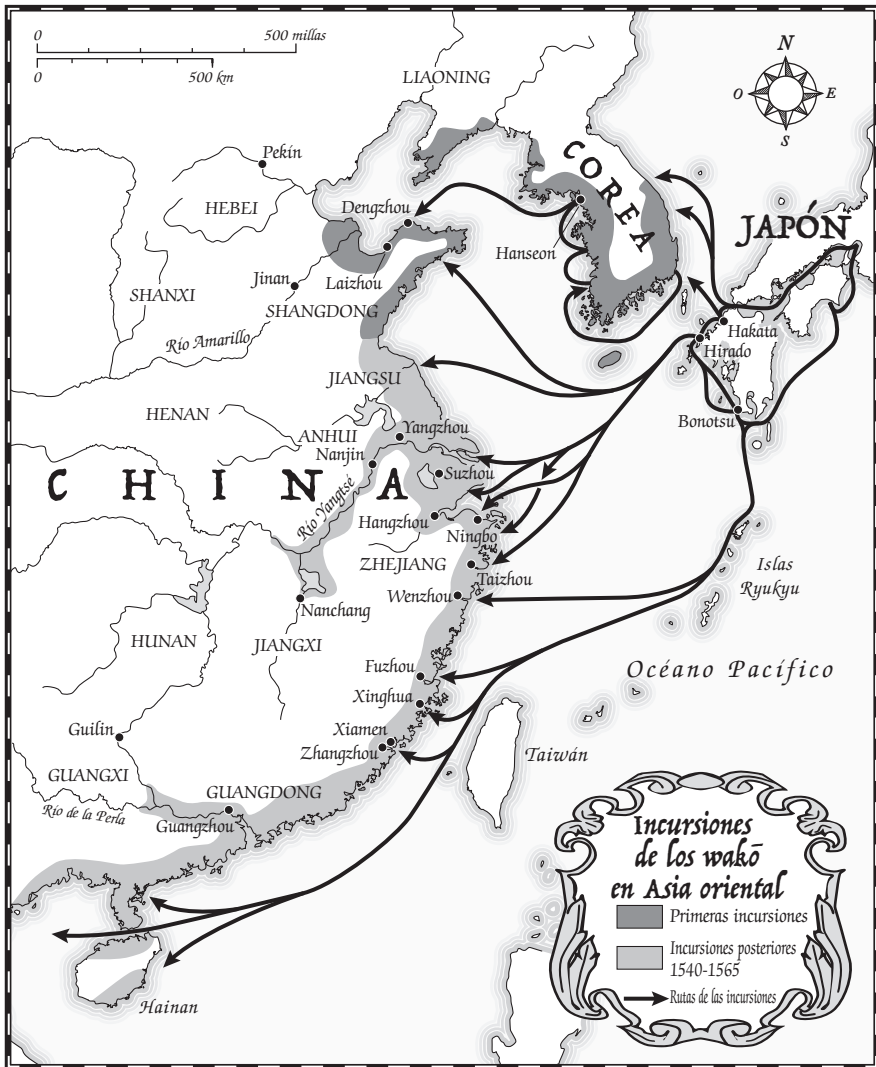 0 500 millas
0 500 km
N
O E
S
LIAONING
Pekín
COREA
HEBEI
Dengzhou
JAPÓN
Hanseon
Laizhou
Jinan
SHANXI
SHANGDONG
Río Amarillo
Hakata
Hirado
JIANGSU
Bonotsu
HENAN
ANHUI
Yangzhou
Nanjin
Suzhou
CHINA
Río Yangtsé
Hangzhou
Ningbo
ZHEJIANG
Taizhou
Islas
Ryukyu
Wenzhou
Nanchang
HUNAN
JIANGXI
Fuzhou
Océano Pacífico
Xinghua
Xiamen
Guilin
Zhangzhou
Taiwán
GUANGXI
GUANGDONG
Río de la Perla
Guangzhou
Hainan
Incursiones
de los wakō
en Asia oriental
Primeras incursiones
Incursiones posteriores
1540-1565
Rutas de las incursiones